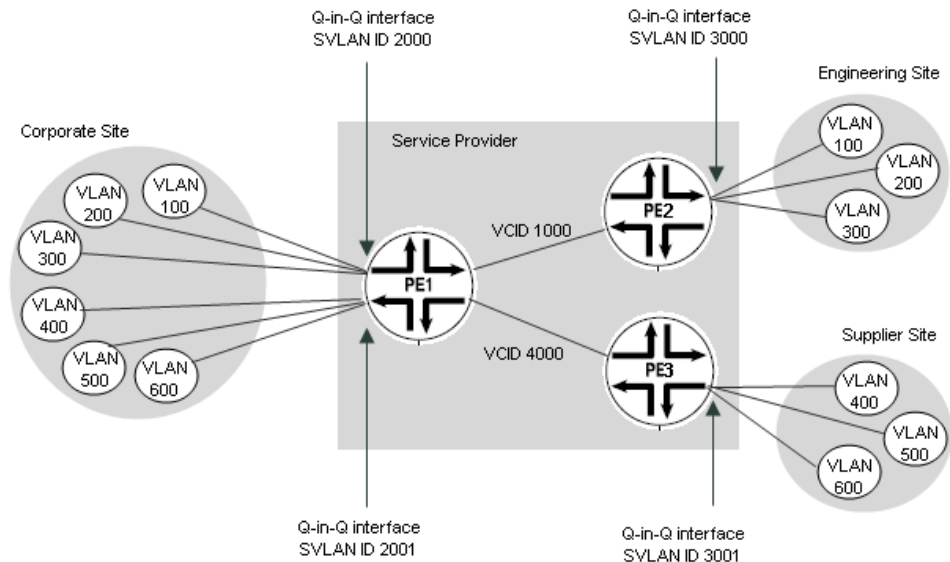 Q-in-Q interface
SVLAN ID 2000
Q-in-Q interface
SVLAN ID 3000
Engineering Site
Corporate Site
Service Provider
VLAN
100
VLAN
200
VLAN
300
VLAN
400
VLAN
500
VLAN
600
PE1
VCID 1000
VCID 4000
PE2
PE3
VLAN
100
VLAN
200
VLAN
300
Supplier Site
VLAN
400
VLAN
500
VLAN
600
Q-in-Q interface
SVLAN ID 2001
Q-in-Q interface
SVLAN ID 3001